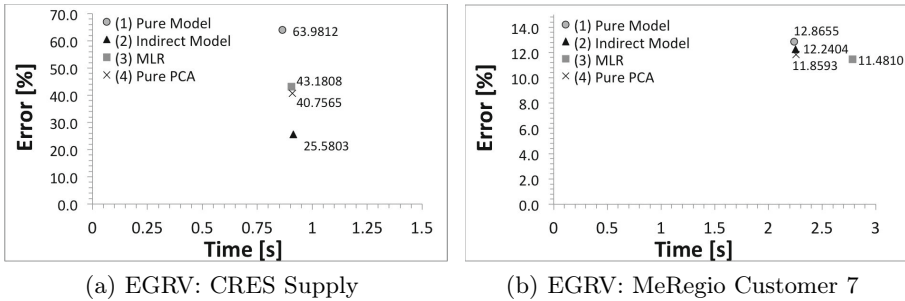 70.0
60.0
50.0
40.0
30.0
20.0
10.0
0.0
Error [%]
(1) Pure Model
(2) Indirect Model
(3) MLR
(4) Pure PCA
63.9812
43.1808
40.7565
25.5803
0 0.25 0.5 0.75 1 1.25 1.5
Time [s]
(a) EGRV: CRES Supply
14.0
12.0
10.0
8.0
6.0
4.0
2.0
0.0
Error [%]
(1) Pure Model
(2) Indirect Model
(3) MLR
(4) Pure PCA
12.8655
12.2404
11.8593
11.4810
0 0.5 1 1.5 2 2.5 3
Time [s]
(b) EGRV: MeRegio Customer 7